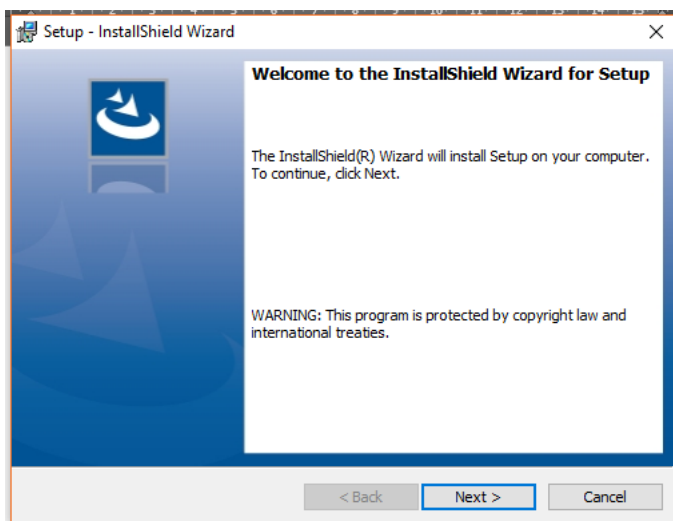 Setup - InstallShield Wizard
Welcome to the InstallShield Wizard for Setup
The InstallShield(R) Wizard will install Setup on your computer.
To continue, click Next.
WARNING: This program is protected by copyright law and
international treaties.
< Back
Next >
Cancel